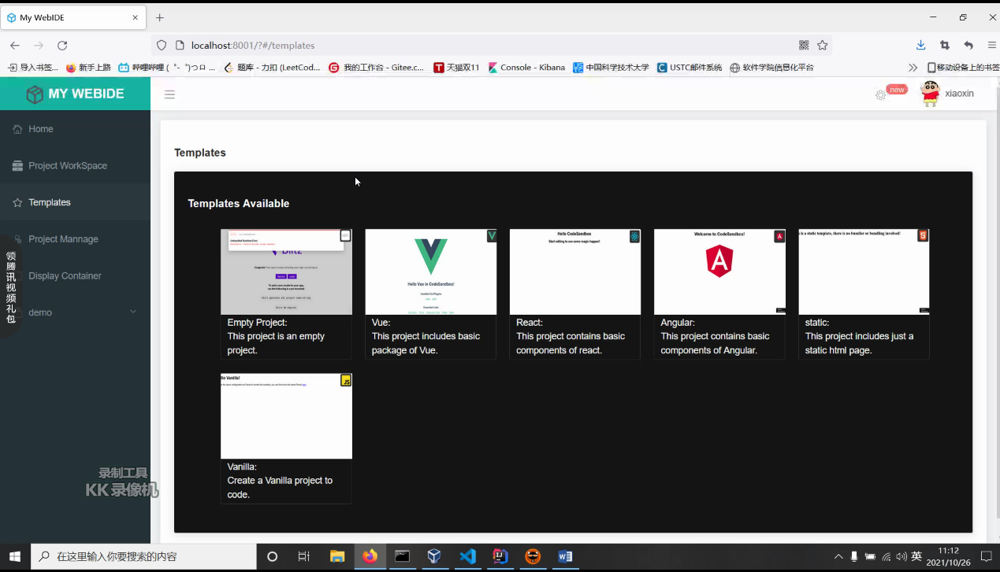 My WebIDE
localhost:8001/?#/templates
导入书签...
新手上路
哔哩哔哩 ( ゜- ゜)つロ ...
题库 - 力扣 (LeetCod...
我的工作台 - Gitee.c...
天猫双11
Console - Kibana
中国科学技术大学
USTC邮件系统
软件学院信息化平台
移动设备上的书签
MY WEBIDE
new
xiaoxin
Home
Project WorkSpace
Templates
Project Mannage
Display Container
demo
领腾讯视频礼包
Templates
Templates Available
Empty Project:
This project is an empty
project.
Vue:
This project includes basic
package of Vue.
React:
This project contains basic
components of react.
Angular:
This project contains basic
components of Angular.
static:
This project includes just a
static html page.
Hello Vue in CodeSandbox!
Installed CLI Plugins
Essential Links
Hello CodeSandbox
Start editing to see some magic happen!
Welcome to CodeSandbox!
A
s is a static template, there is no bundler or bundling involved!
Blitz
llo Vanilla!
JS
Vanilla:
Create a Vanilla project to
code.
录制工具
KK录像机
在这里输入你要搜索的内容
英
11:12
2021/10/26